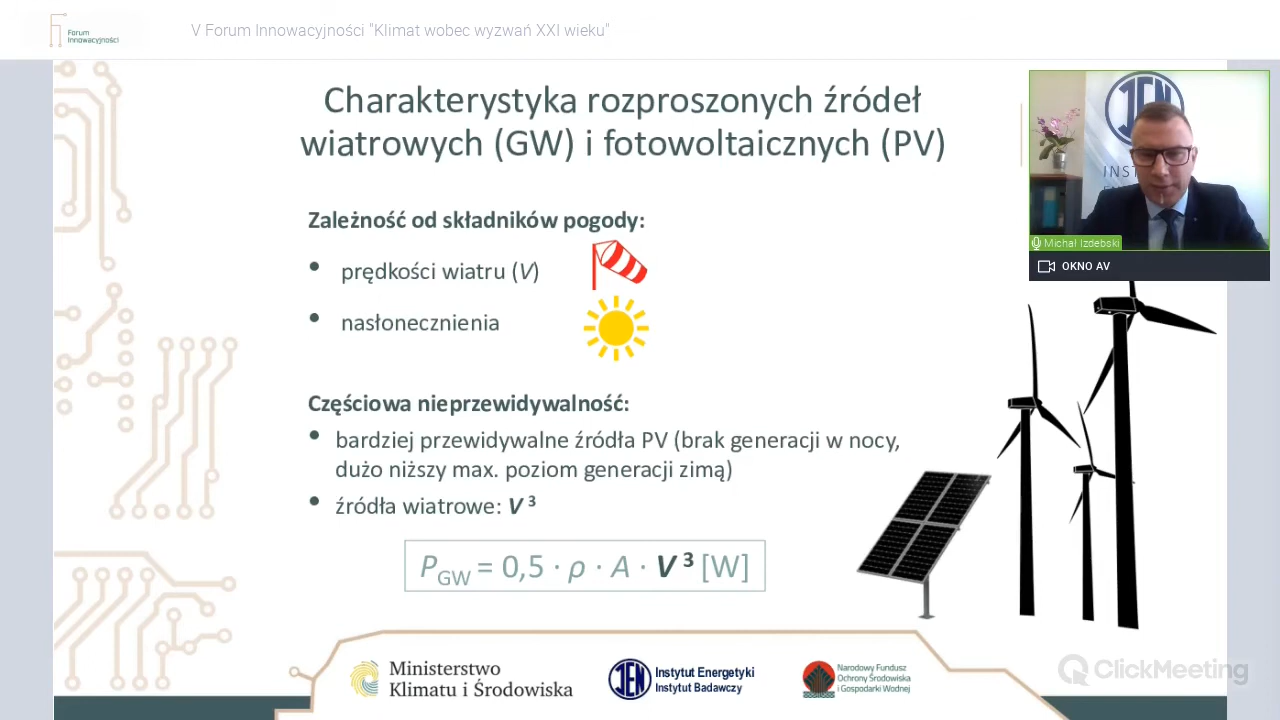 Forum
Innowacyjności
V Forum Innowacyjności "Klimat wobec wyzwań XXI wieku"
Charakterystyka rozproszonych źródeł
wiatrowych (GW) i fotowoltaicznych (PV)
Zależność od składników pogody:
• prędkości wiatru (V)
• nasłonecznienia
Częściowa nieprzewidywalność:
• bardziej przewidywalne źródła PV (brak generacji w nocy,
dużo niższy max. poziom generacji zimą)
• źródła wiatrowe: V ³
P_GW = 0,5 · ρ · A · V ³ [W]
IEN
INST
Michał Izdebski
OKNO AV
Ministerstwo
Klimatu i Środowiska
IEN
Instytut Energetyki
Instytut Badawczy
Narodowy Fundusz
Ochrony Środowiska
i Gospodarki Wodnej
ClickMeeting